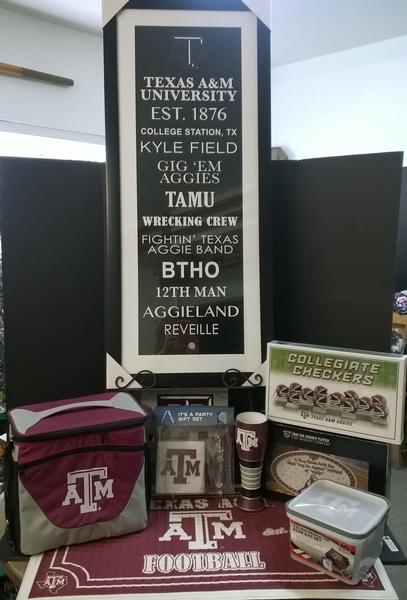 ATM
TEXAS A&M
UNIVERSITY
EST. 1876
COLLEGE STATION, TX
KYLE FIELD
GIG 'EM
AGGIES
TAMU
WRECKING CREW
FIGHTIN' TEXAS
AGGIE BAND
BTHO
12TH MAN
AGGIELAND
REVEILLE
COLLEGIATE
CHECKERS
TEXAS A&M AGGIES
IT'S A PARTY
GIFT SET
ATM
ATM
ATM
TEXAS A&M
ATM
FOOTBALL
ATM
ATM